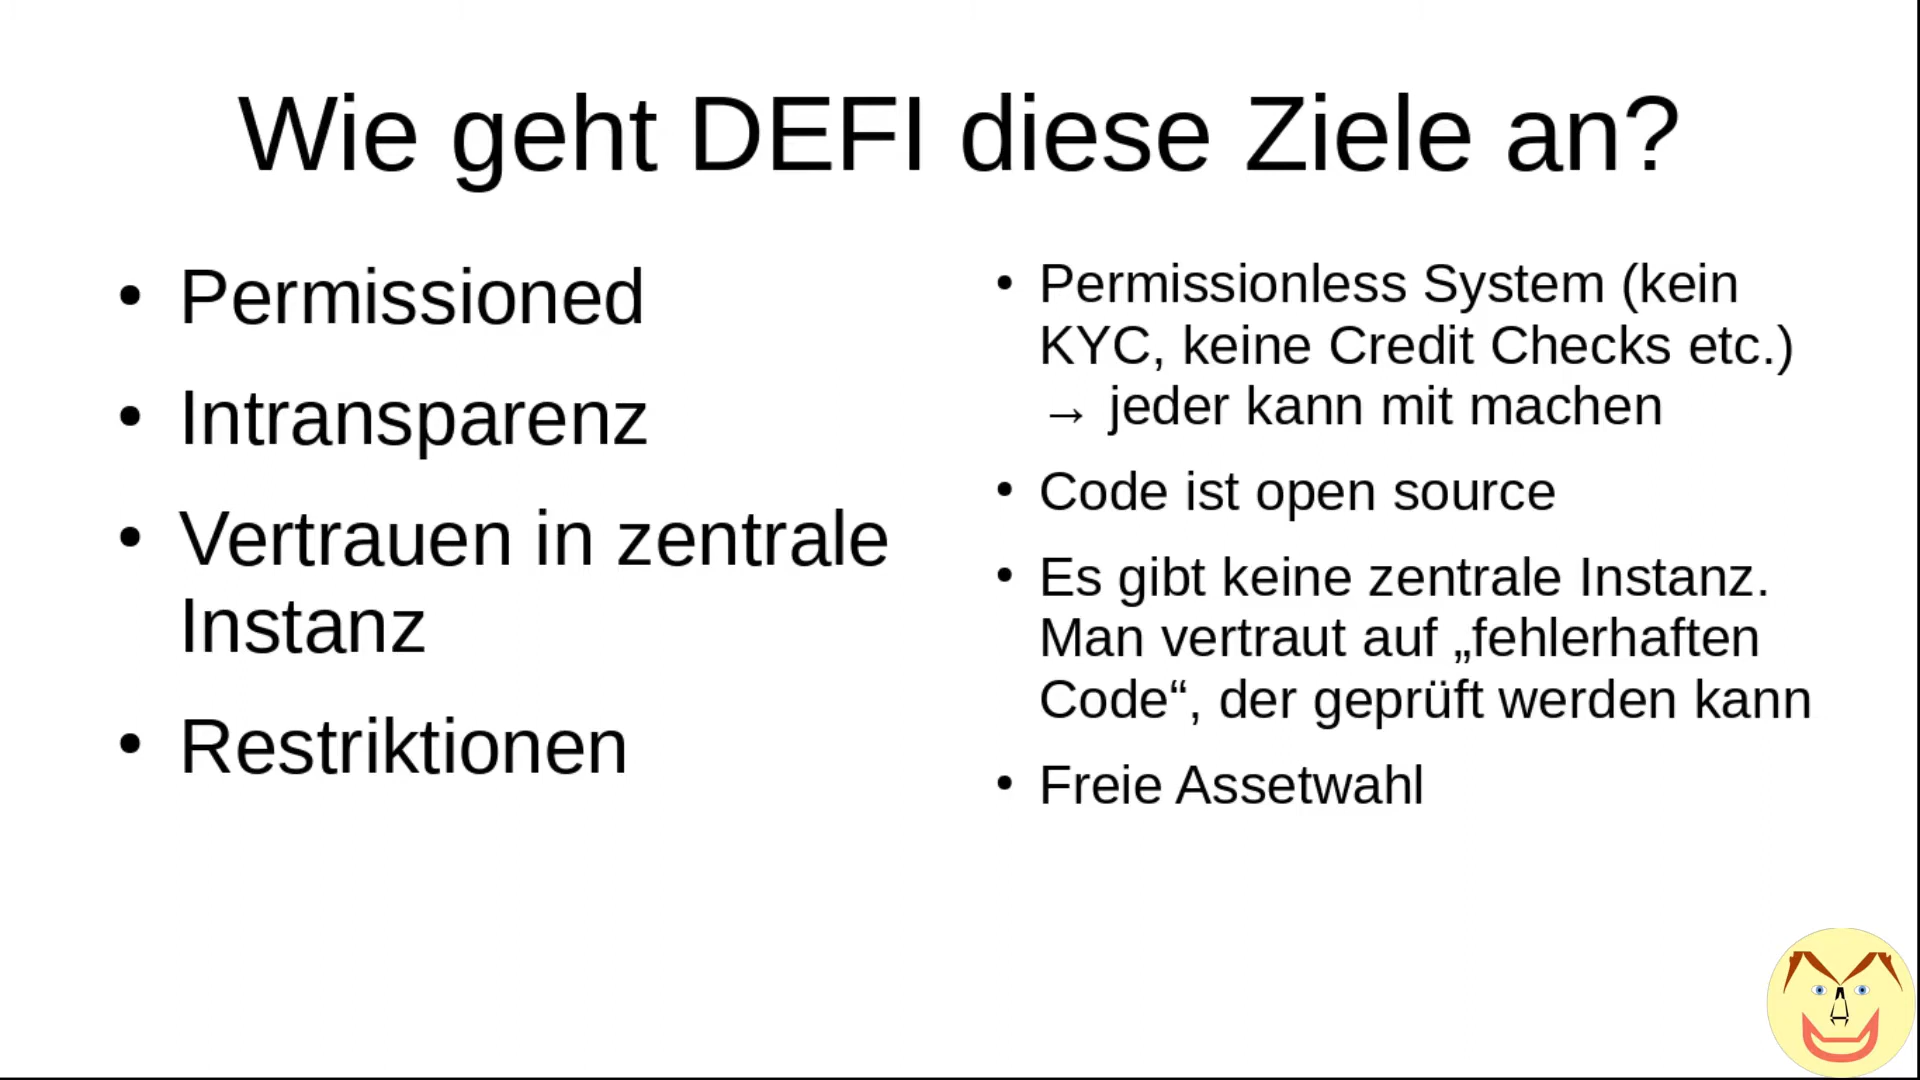 Wie geht DEFI diese Ziele an?
• Permissioned
• Intransparenz
• Vertrauen in zentrale
Instanz
• Restriktionen
• Permissionless System (kein
KYC, keine Credit Checks etc.)
→ jeder kann mit machen
• Code ist open source
• Es gibt keine zentrale Instanz.
Man vertraut auf „fehlerhaften
Code“, der geprüft werden kann
• Freie Assetwahl